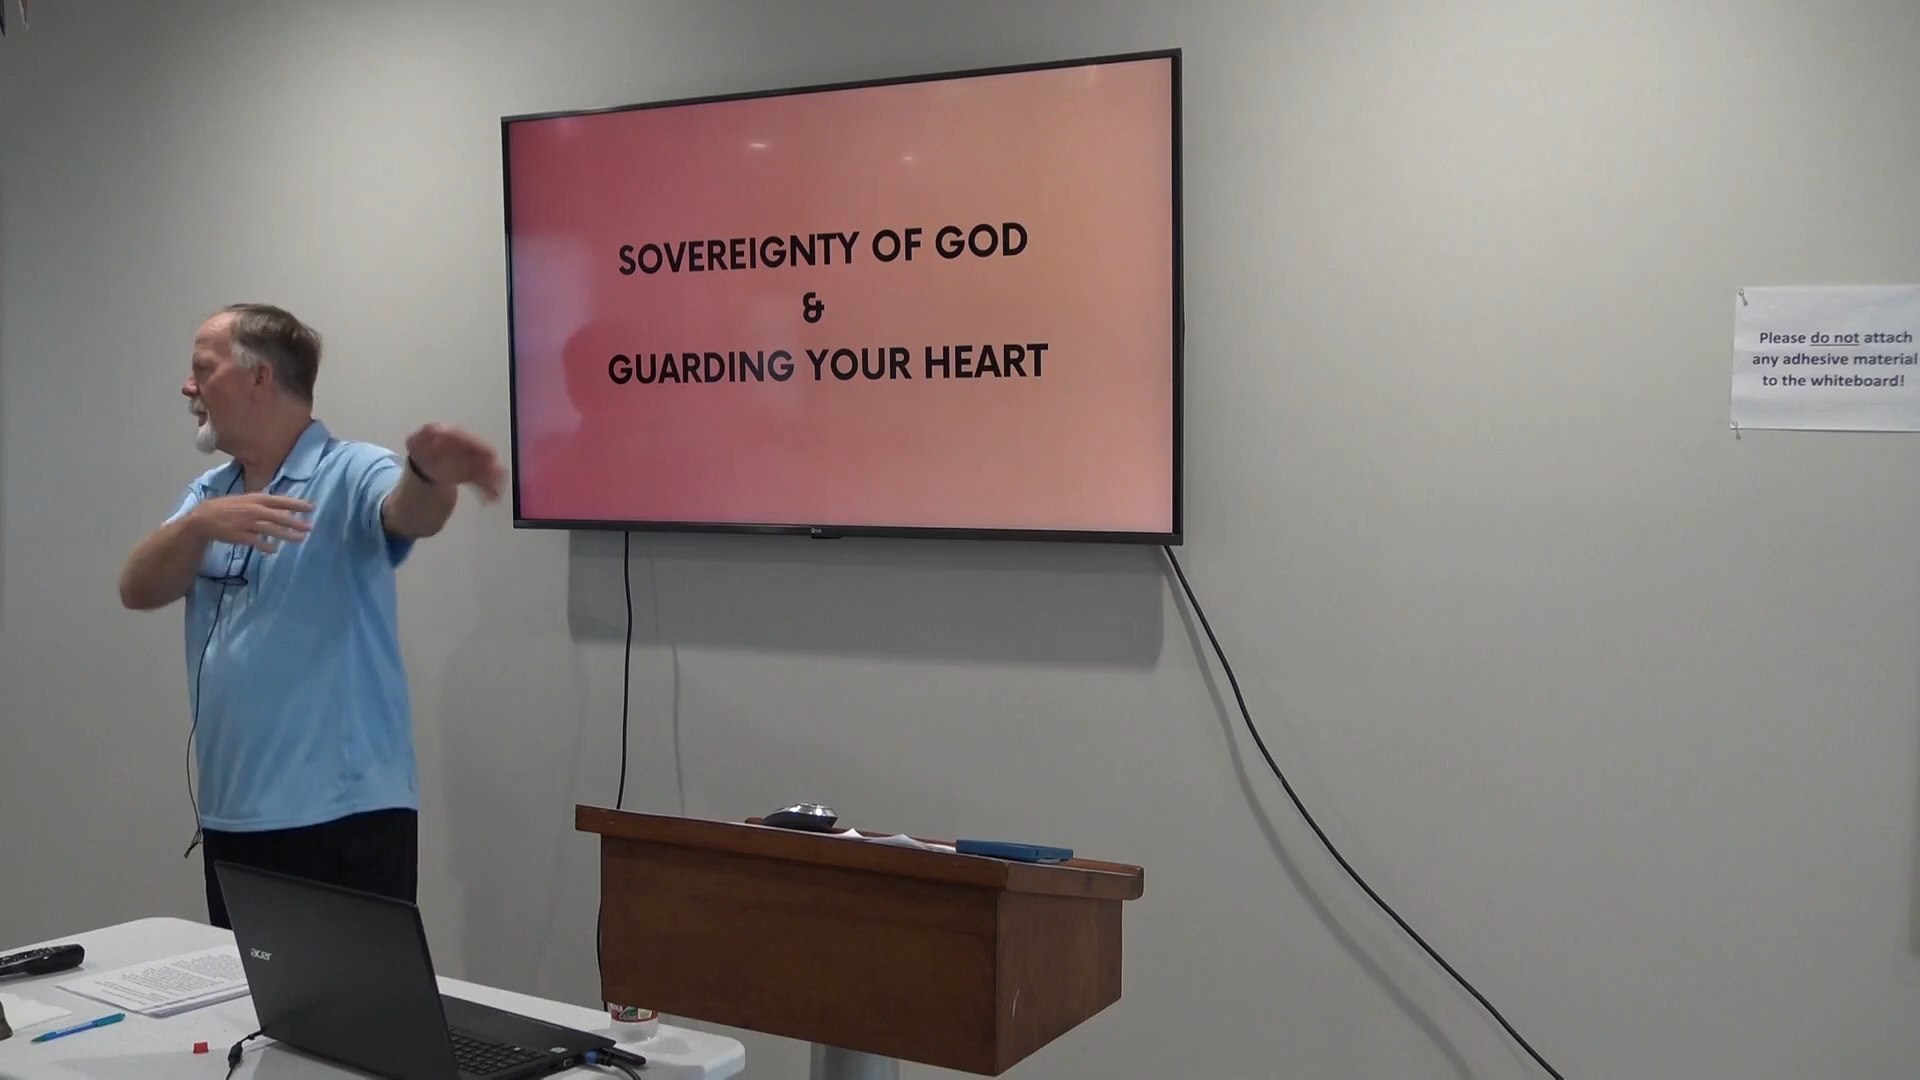 SOVEREIGNTY OF GOD
&
GUARDING YOUR HEART
Please do not attach
any adhesive material
to the whiteboard!
acer